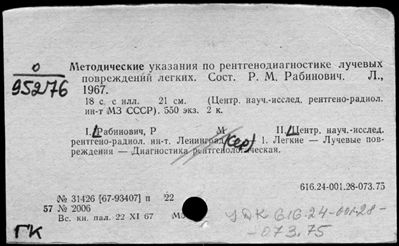 О
95276
Методические указания по рентгенодиагностике лучевых
повреждений легких. Сост. Р. М. Рабинович. Л.,
1967.
18 с. с илл. 21 см. (Центр. науч.-исслед. рентгено-радиол.
ин-т МЗ СССР). 550 экз. 2 к.
I. Рабинович, Р М. II. Центр. науч.-исслед.
рентгено-радиол. ин-т. Ленинград (Сер) 1. Легкие — Лучевые пов-
реждения — Диагностика рентгенологическая.
616.24-001.28-073.75
№ 31426 [67-93407] п 22
57 № 2006
Вс. кн. пал. 22 XI 67
ГК
УДК 616.24-001.28-
-073.75